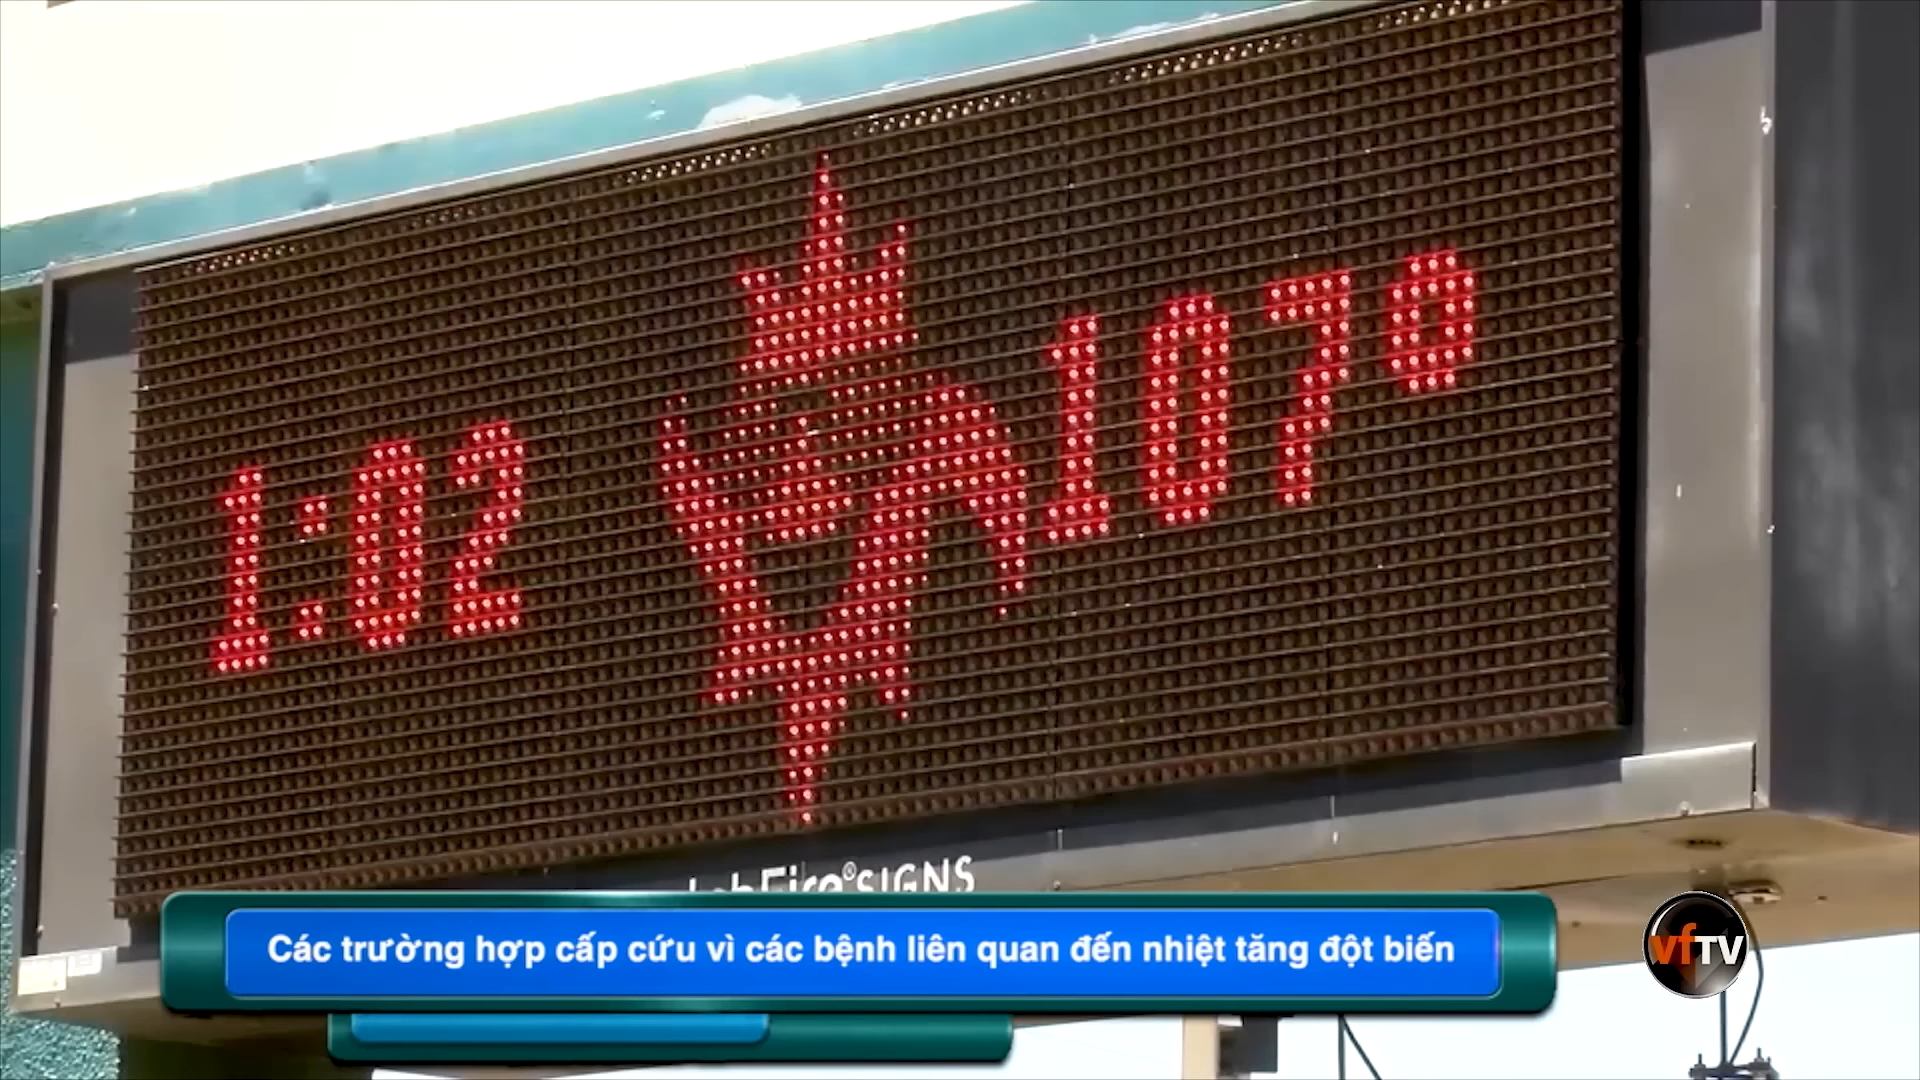 1:02
107°
SIGNS
Các trường hợp cấp cứu vì các bệnh liên quan đến nhiệt tăng đột biến
vfTV